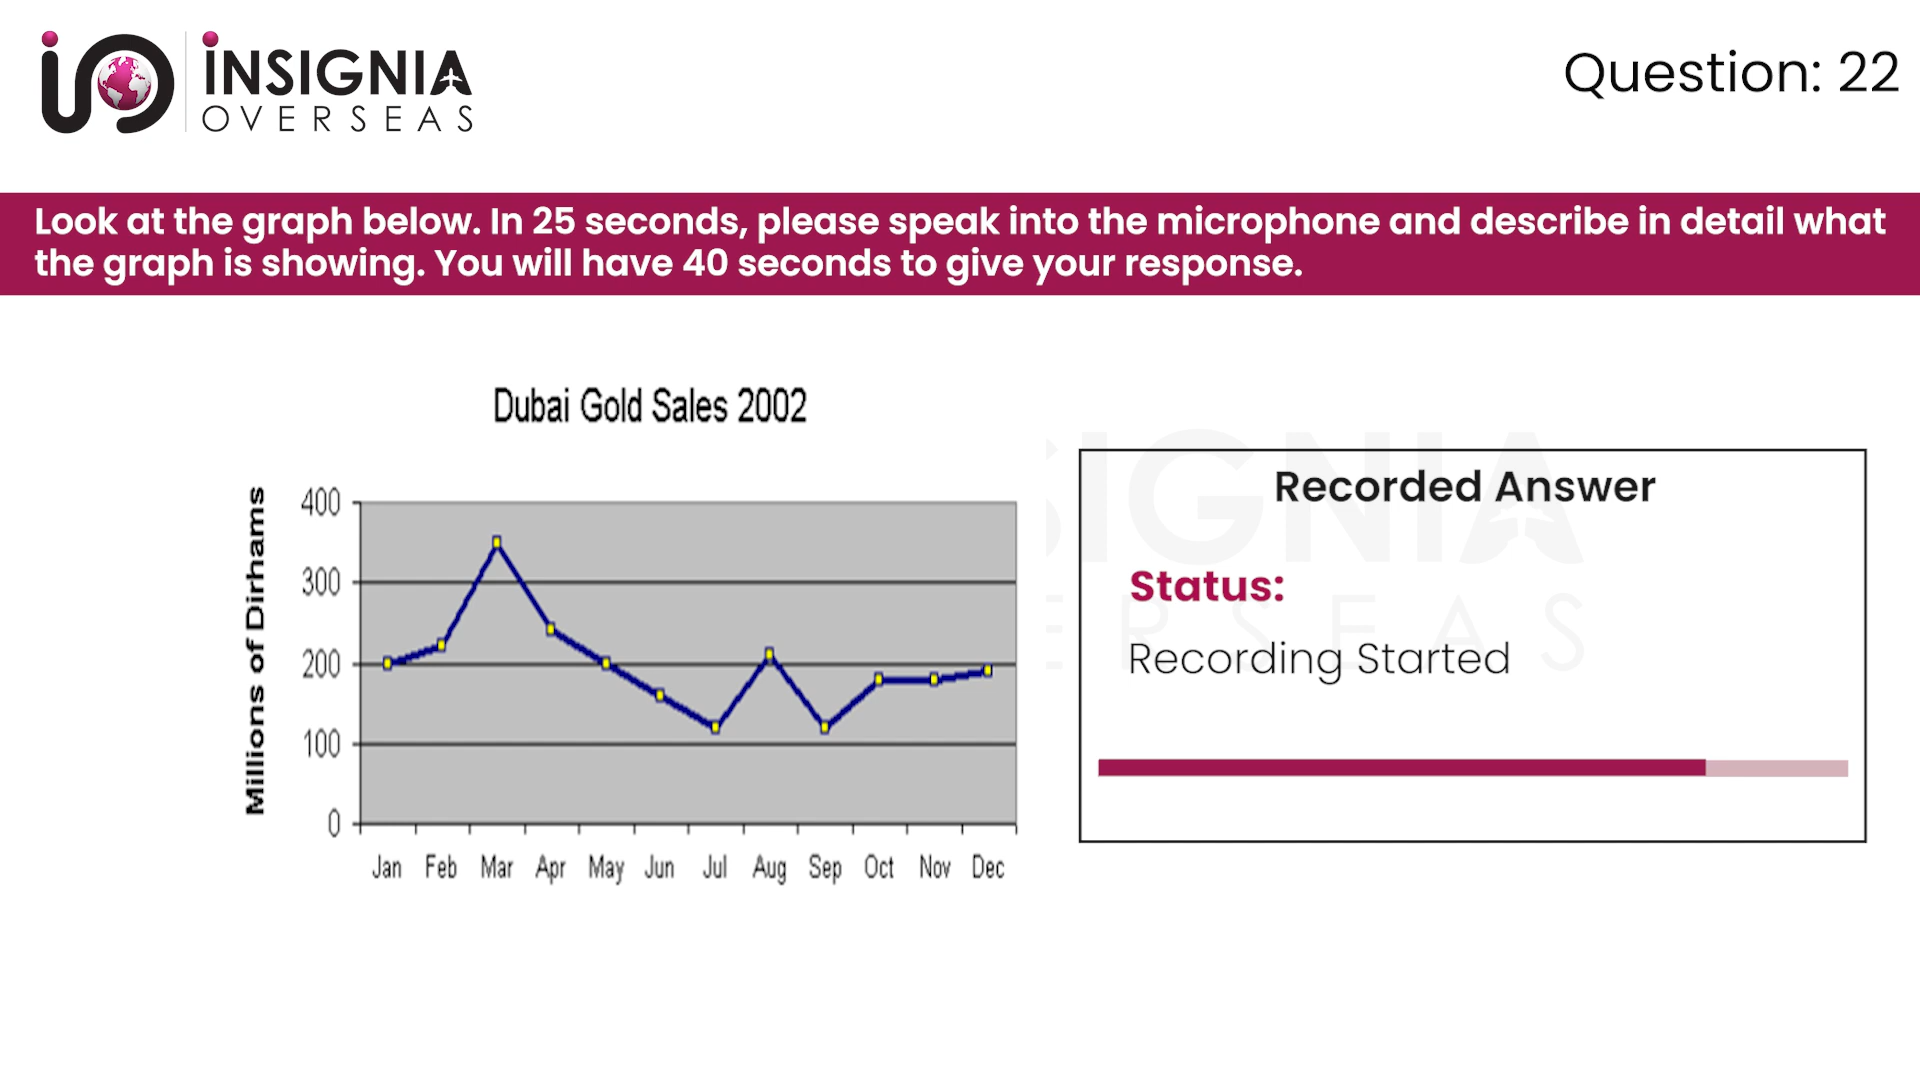 INSIGNIA
OVERSEAS
Question: 22
Look at the graph below. In 25 seconds, please speak into the microphone and describe in detail what
the graph is showing. You will have 40 seconds to give your response.
Dubai Gold Sales 2002
Millions of Dirhams
400
300
200
100
0
Jan Feb Mar Apr May Jun Jul Aug Sep Oct Nov Dec
Recorded Answer
Status:
Recording Started